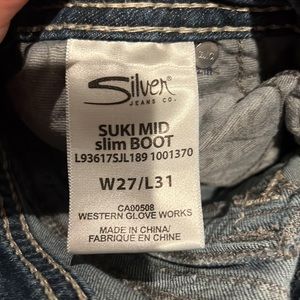 Silver
JEANS CO.
SUKI MID
slim BOOT
L93617SJL189 1001370
W27/L31
CA00508
WESTERN GLOVE WORKS
MADE IN CHINA/
FABRIQUÉ EN CHINE